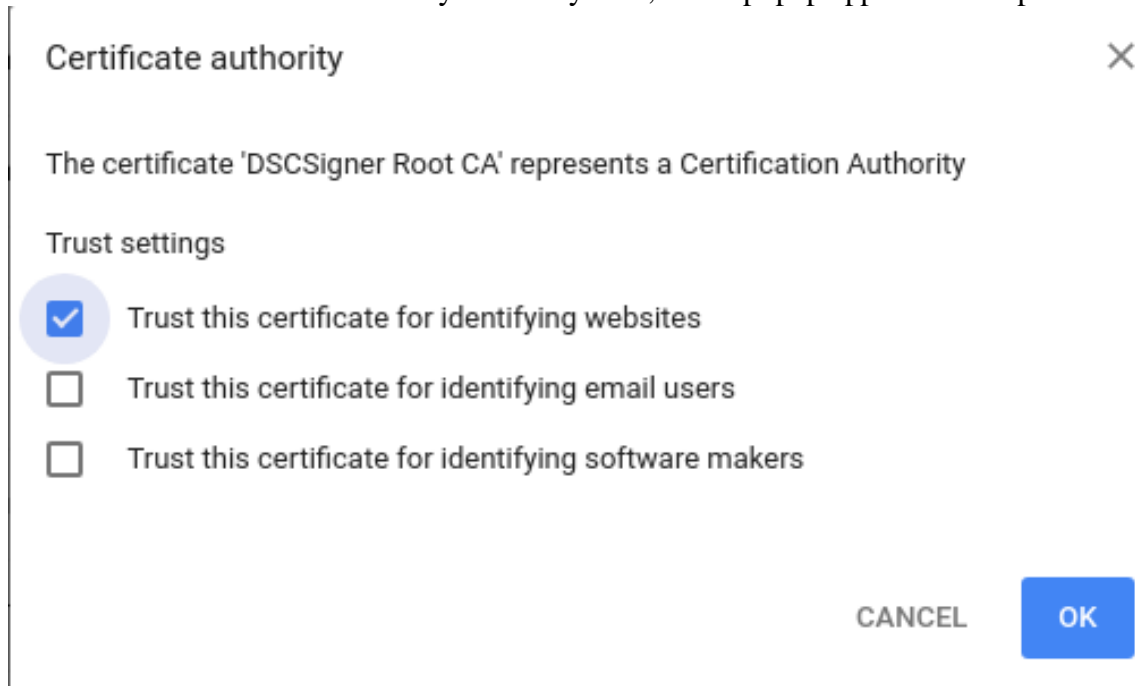 Certificate authority
The certificate 'DSCSigner Root CA' represents a Certification Authority
Trust settings
Trust this certificate for identifying websites
Trust this certificate for identifying email users
Trust this certificate for identifying software makers
CANCEL OK